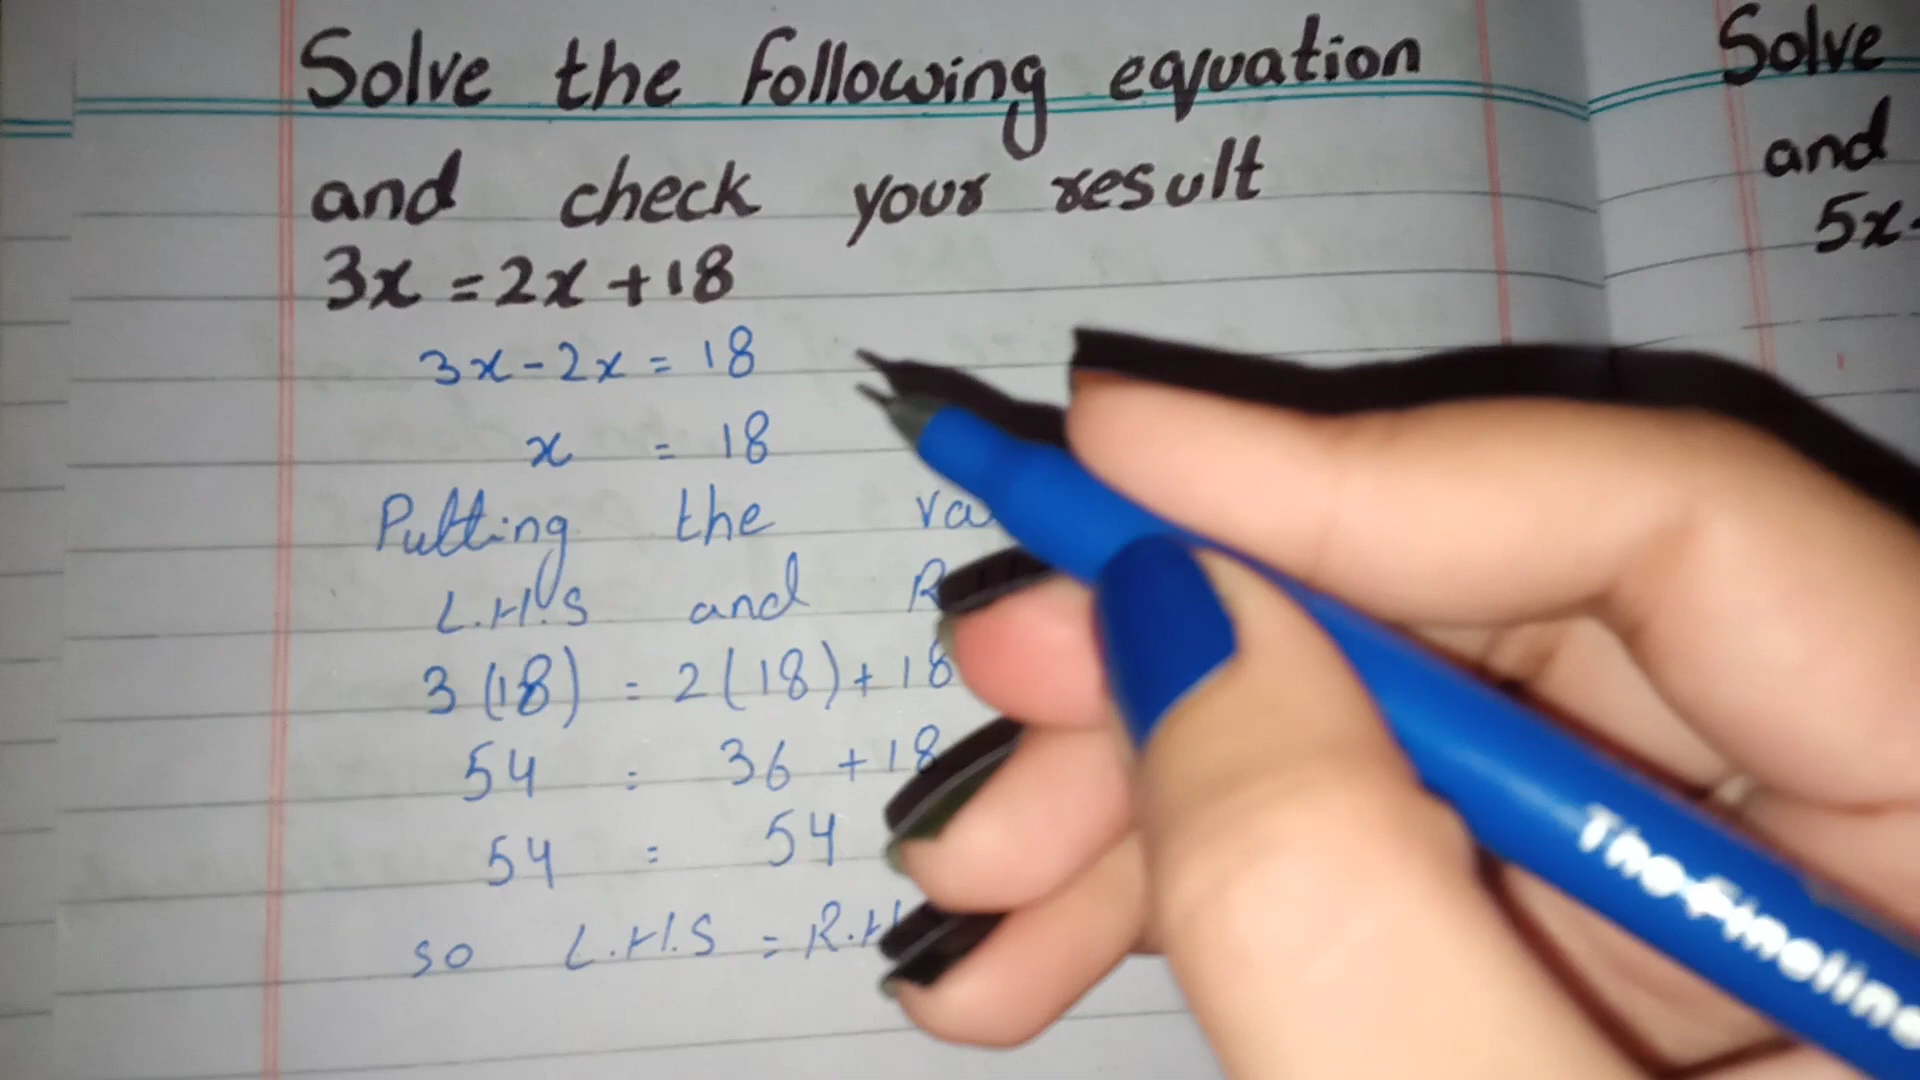 Solve the following equation
and check your result
3x = 2x + 18
3x - 2x = 18
x = 18
Putting the
L.H.S and
3 (18) = 2 (18) + 18
54 = 36 + 18
54 = 54
so L.H.S = R.H
Solve
and
5x